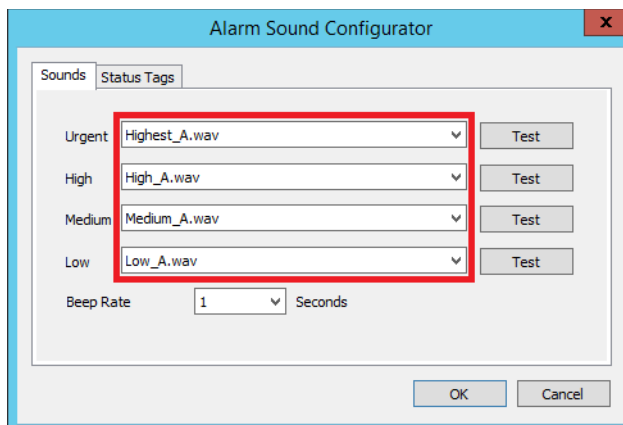 Alarm Sound Configurator
x
Sounds Status Tags
Urgent Highest_A.wav Test
High High_A.wav Test
Medium Medium_A.wav Test
Low Low_A.wav Test
Beep Rate 1 Seconds
OK Cancel